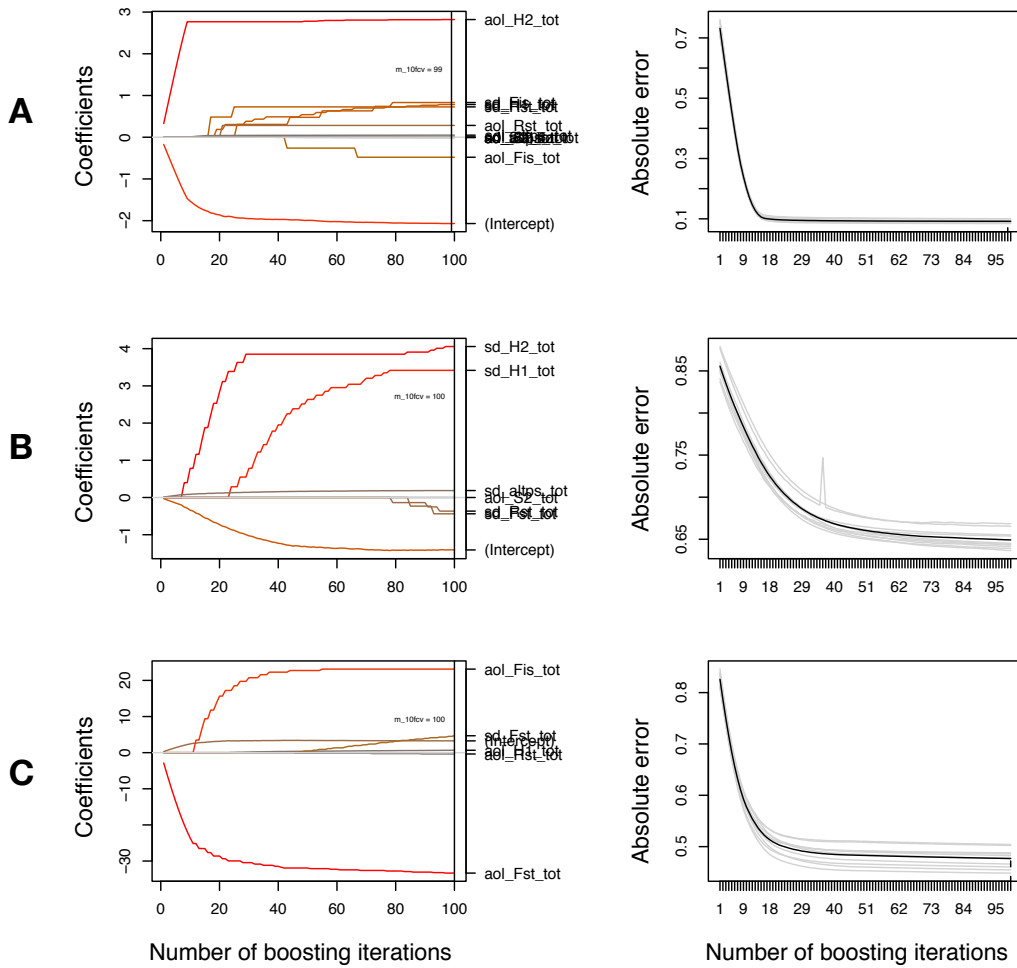 A
Coefficients
3
2
1
0
−1
−2
0
20
40
60
80
100
m_10fcv = 99
aol_H2_tot
sd_Rst_tot
aol_Rst_tot
aol_Fis_tot
(Intercept)
Absolute error
0.7
0.5
0.3
0.1
1 9 18 29 40 51 62 73 84 95
B
Coefficients
4
3
2
1
0
−1
0
20
40
60
80
100
m_10fcv = 100
sd_H2_tot
sd_H1_tot
sd_altps_tot
aol_S2_tot
sd_Rst_tot
sd_Fst_tot
(Intercept)
Absolute error
0.85
0.75
0.65
1 9 18 29 40 51 62 73 84 95
C
Coefficients
20
10
0
−10
−30
0
20
40
60
80
100
m_10fcv = 100
aol_Fis_tot
sd_Fst_tot
(Intercept)
aol_H1_tot
aol_Rst_tot
aol_Fst_tot
Number of boosting iterations
Absolute error
0.8
0.7
0.6
0.5
1 9 18 29 40 51 62 73 84 95
Number of boosting iterations